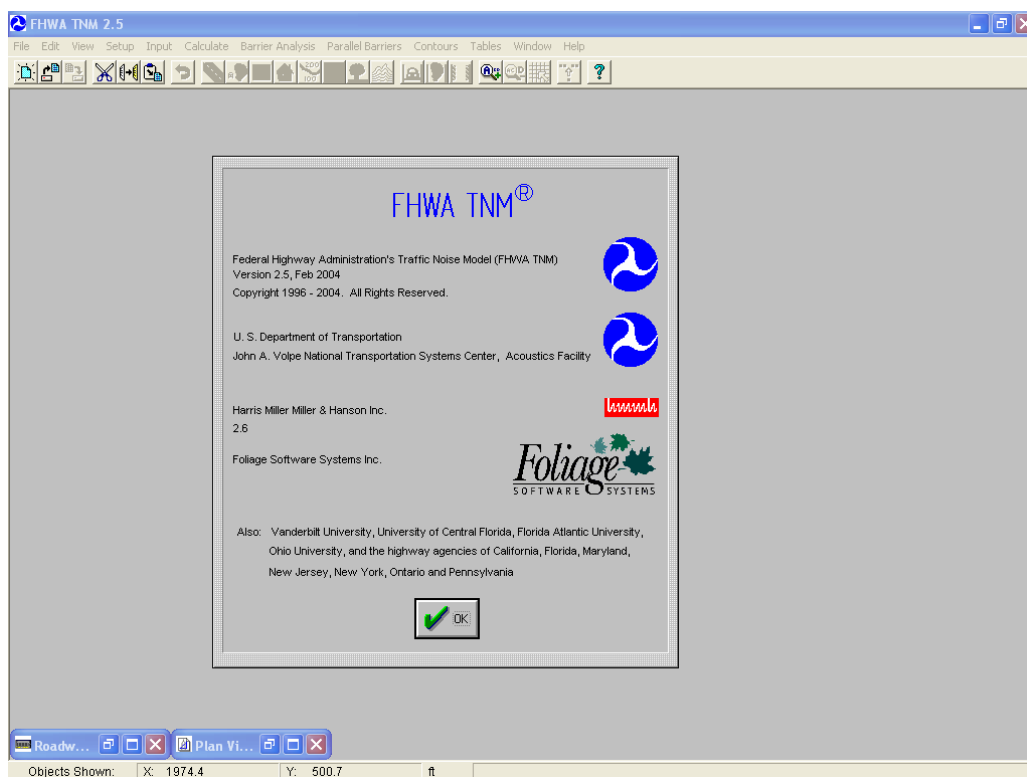 FHWA TNM 2.5
File Edit View Setup Input Calculate Barrier Analysis Parallel Barriers Contours Tables Window Help
FHWA TNM®
Federal Highway Administration's Traffic Noise Model (FHWA TNM)
Version 2.5, Feb 2004
Copyright 1996 - 2004. All Rights Reserved.
U. S. Department of Transportation
John A. Volpe National Transportation Systems Center, Acoustics Facility
Harris Miller Miller & Hanson Inc.
hmmh
2.6
Foliage Software Systems Inc.
Foliage
SOFTWARE SYSTEMS
Also: Vanderbilt University, University of Central Florida, Florida Atlantic University,
Ohio University, and the highway agencies of California, Florida, Maryland,
New Jersey, New York, Ontario and Pennsylvania
OK
Roadw... Plan Vi...
Objects Shown: X: 1974.4 Y: 500.7 ft